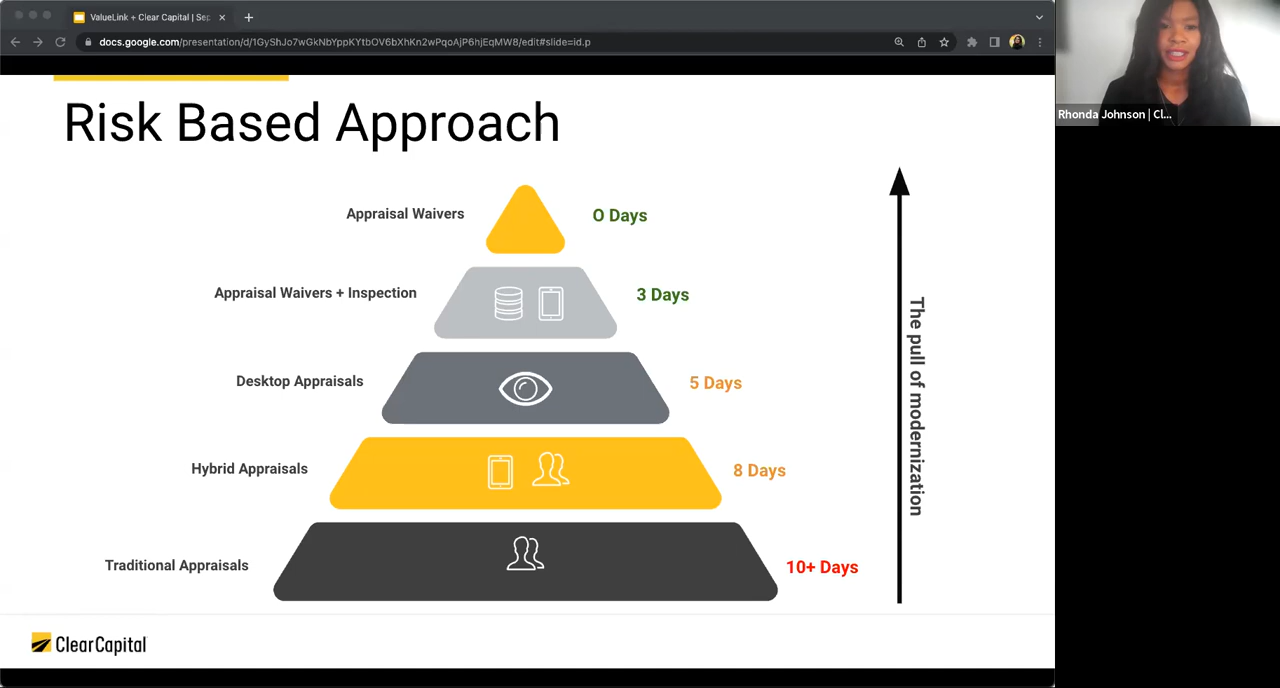 ValueLink + Clear Capital | Sep
docs.google.com/presentation/d/1GyShJo7wGkNbYppKYtbOV6bXhKn2wPqoAjP6hjEqMW8/edit#slide=id.p
Rhonda Johnson | Cl...
Risk Based Approach
Appraisal Waivers
O Days
Appraisal Waivers + Inspection
3 Days
Desktop Appraisals
5 Days
Hybrid Appraisals
8 Days
Traditional Appraisals
10+ Days
The pull of modernization
ClearCapital